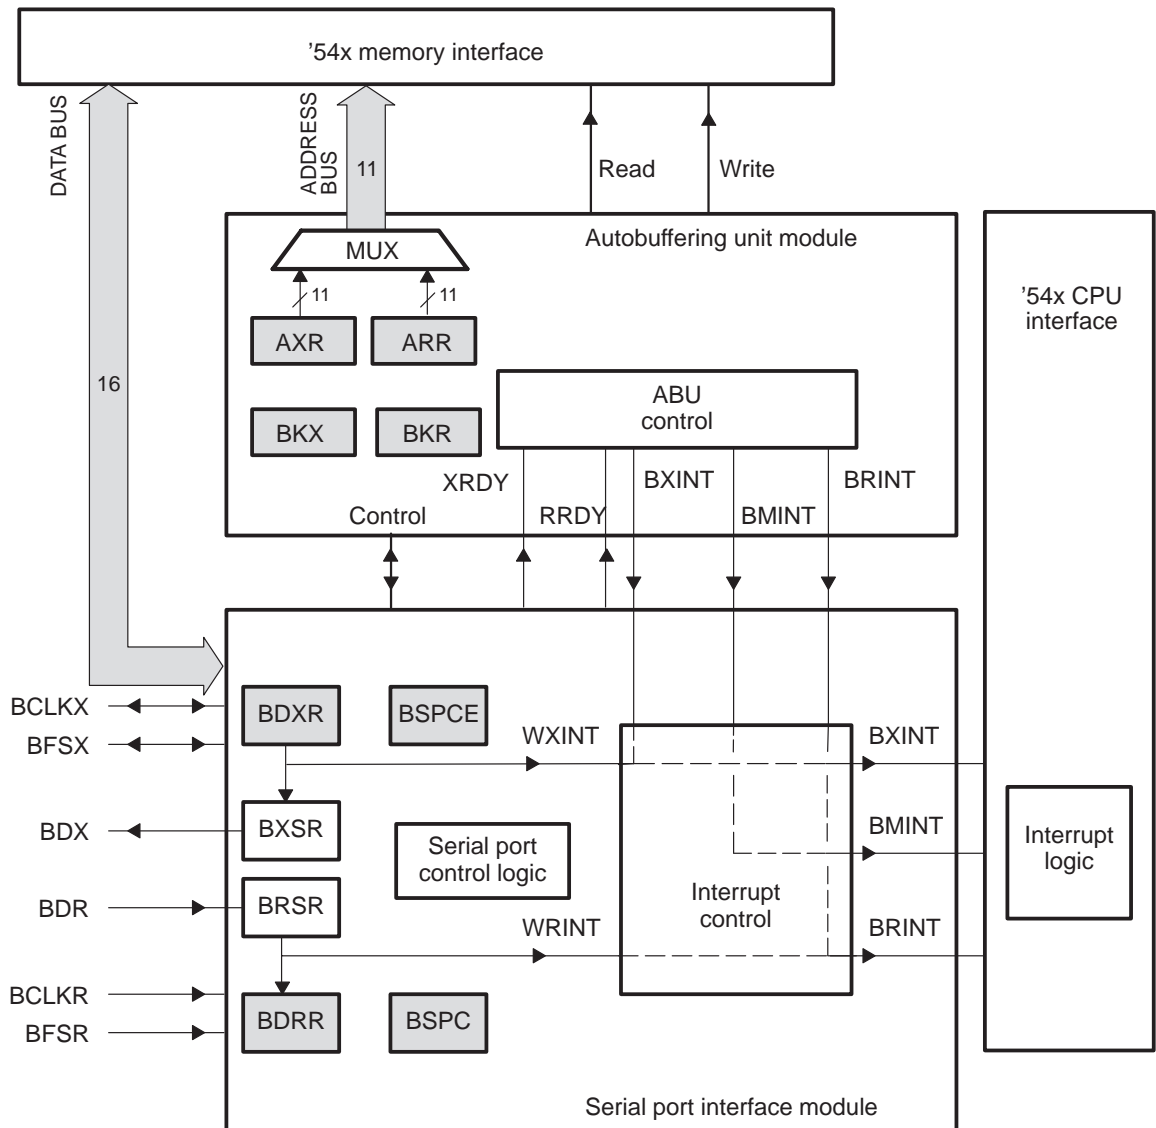 ’54x memory interface
DATA BUS
ADDRESS
BUS
11
Read
Write
Autobuffering unit module
MUX
11
11
’54x CPU
interface
AXR
ARR
16
ABU
control
BKX
BKR
XRDY
BXINT
BRINT
Control
RRDY
BMINT
BCLKX
BDXR
BSPCE
BFSX
WXINT
BXINT
BDX
BXSR
Serial port
control logic
BMINT
Interrupt
logic
BDR
BRSR
Interrupt
control
WRINT
BRINT
BCLKR
BDRR
BSPC
BFSR
Serial port interface module